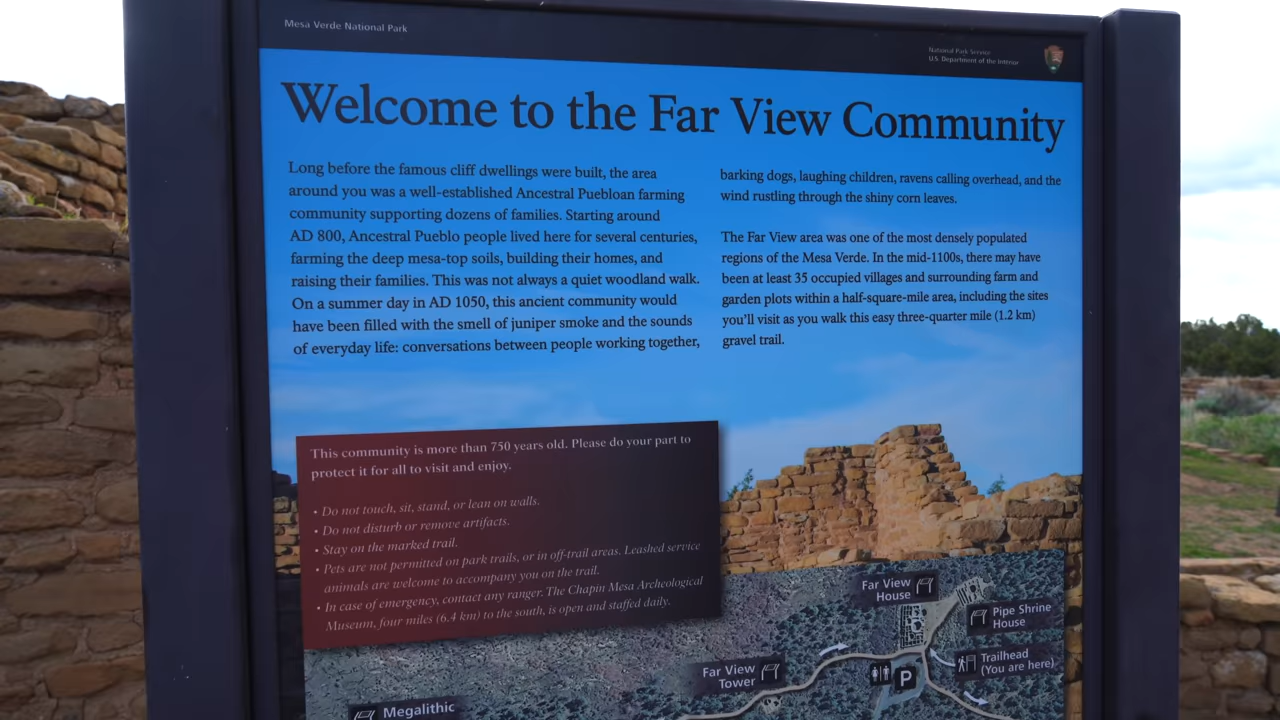 Mesa Verde National Park
National Park Service
U.S. Department of the Interior
Welcome to the Far View Community
Long before the famous cliff dwellings were built, the area
around you was a well-established Ancestral Puebloan farming
community supporting dozens of families. Starting around
AD 800, Ancestral Pueblo people lived here for several centuries,
farming the deep mesa-top soils, building their homes, and
raising their families. This was not always a quiet woodland walk.
On a summer day in AD 1050, this ancient community would
have been filled with the smell of juniper smoke and the sounds
of everyday life: conversations between people working together,
barking dogs, laughing children, ravens calling overhead, and the
wind rustling through the shiny corn leaves.
The Far View area was one of the most densely populated
regions of the Mesa Verde. In the mid-1100s, there may have
been at least 35 occupied villages and surrounding farm and
garden plots within a half-square-mile area, including the sites
you'll visit as you walk this easy three-quarter mile (1.2 km)
gravel trail.
This community is more than 750 years old. Please do your part to
protect it for all to visit and enjoy.
• Do not touch, sit, stand, or lean on walls.
• Do not disturb or remove artifacts.
• Stay on the marked trail.
• Pets are not permitted on park trails, or in off-trail areas. Leashed service
animals are welcome to accompany you on the trail.
• In case of emergency, contact any ranger. The Chapin Mesa Archeological
Museum, four miles (6.4 km) to the south, is open and staffed daily.
Far View
House
Pipe Shrine
House
Trailhead
(You are here)
Far View
Tower
P
Megalithic